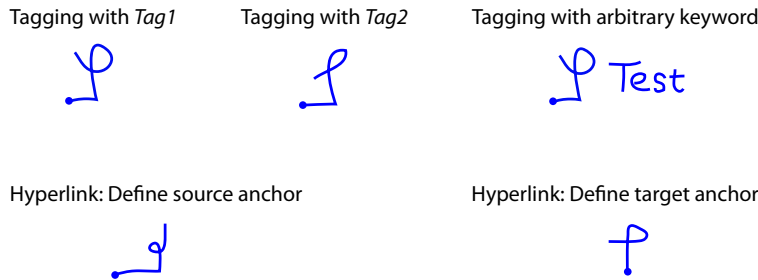 Tagging with Tag1
Tagging with Tag2
Tagging with arbitrary keyword
Test
Hyperlink: Define source anchor
Hyperlink: Define target anchor